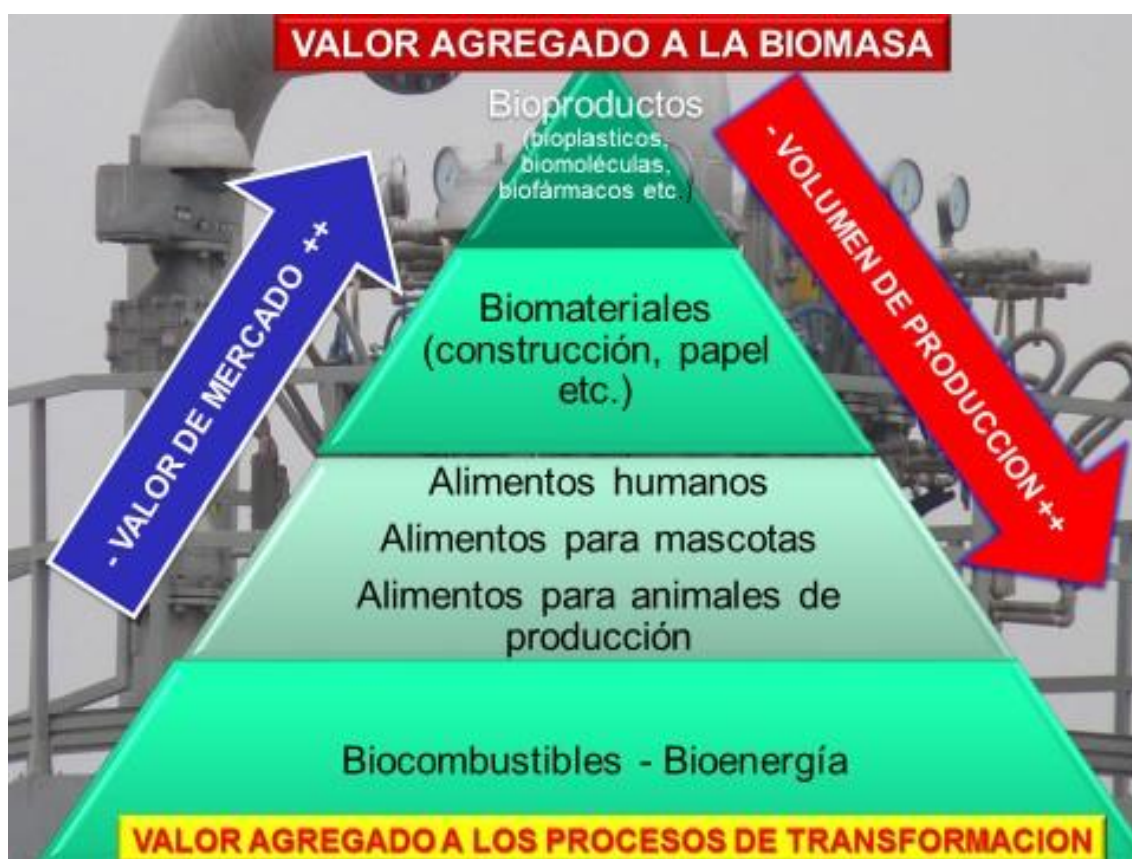 VALOR AGREGADO A LA BIOMASA
Bioproductos
(bioplasticos,
biomoléculas,
biofármacos etc.)
- VALOR DE MERCADO ++
- VOLUMEN DE PRODUCCION ++
Biomateriales
(construcción, papel
etc.)
Alimentos humanos
Alimentos para mascotas
Alimentos para animales de
producción
Biocombustibles - Bioenergía
VALOR AGREGADO A LOS PROCESOS DE TRANSFORMACION